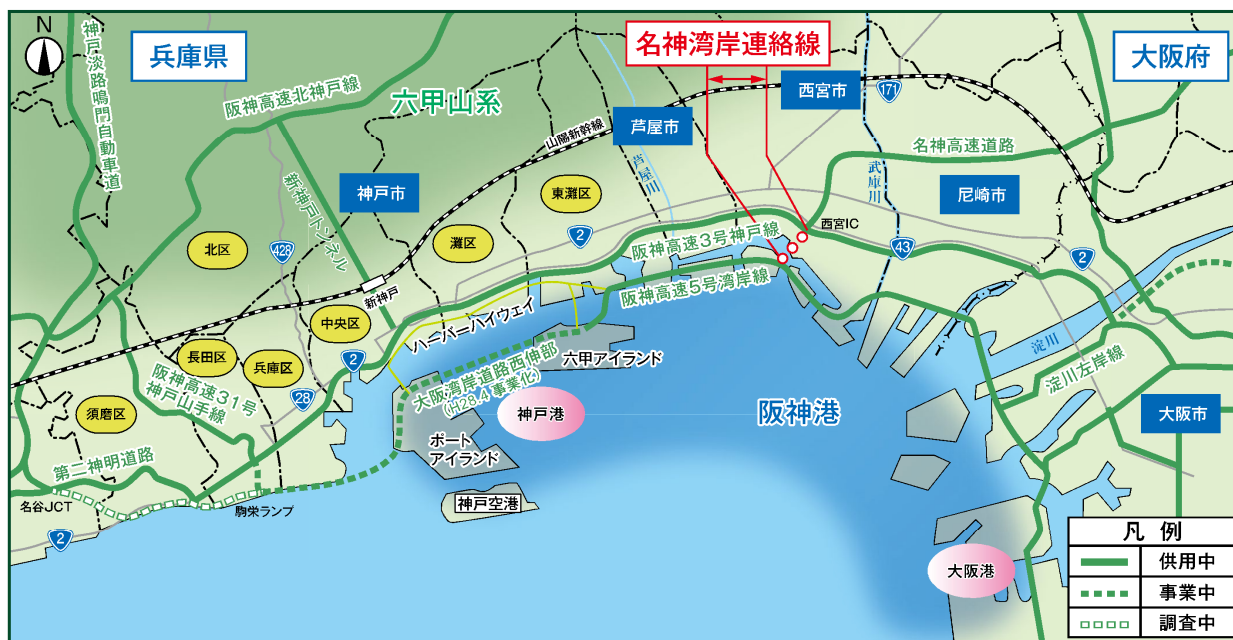 N
兵庫県
大阪府
名神湾岸連絡線
神戸淡路鳴門自動車道
阪神高速北神戸線
六甲山系
山陽新幹線
芦屋市
西宮市
171
名神高速道路
芦屋川
武庫川
尼崎市
神戸市
東灘区
新神戸トンネル
北区
428
灘区
2
阪神高速3号神戸線
西宮IC
43
2
阪神高速5号湾岸線
新神戸
中央区
ハーバーハイウェイ
淀川
長田区
兵庫区
2
六甲アイランド
大阪湾岸道路西伸部
(H28.4 事業化)
淀川左岸線
阪神高速31号
神戸山手線
28
須磨区
神戸港
阪神港
大阪市
ポート
アイランド
第二神明道路
神戸空港
名谷JCT
駒栄ランプ
2
大阪港
凡 例
供用中
事業中
調査中